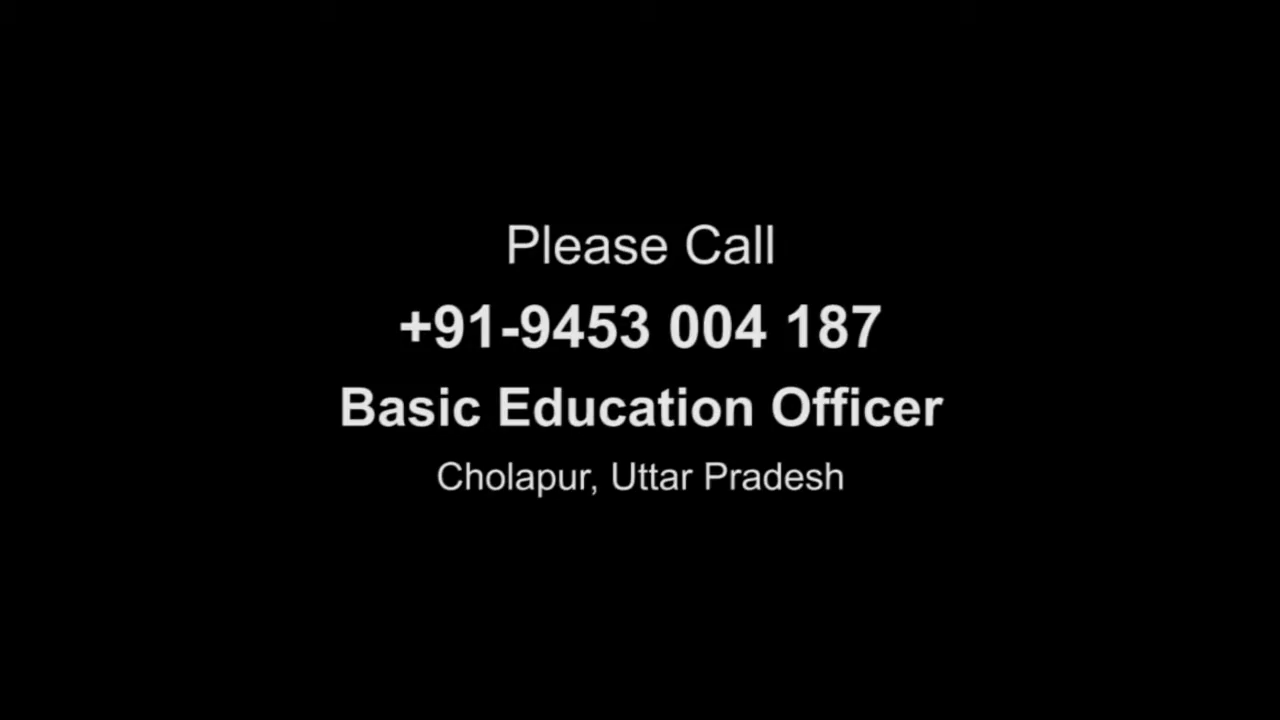 Please Call
+91-9453 004 187
Basic Education Officer
Cholapur, Uttar Pradesh